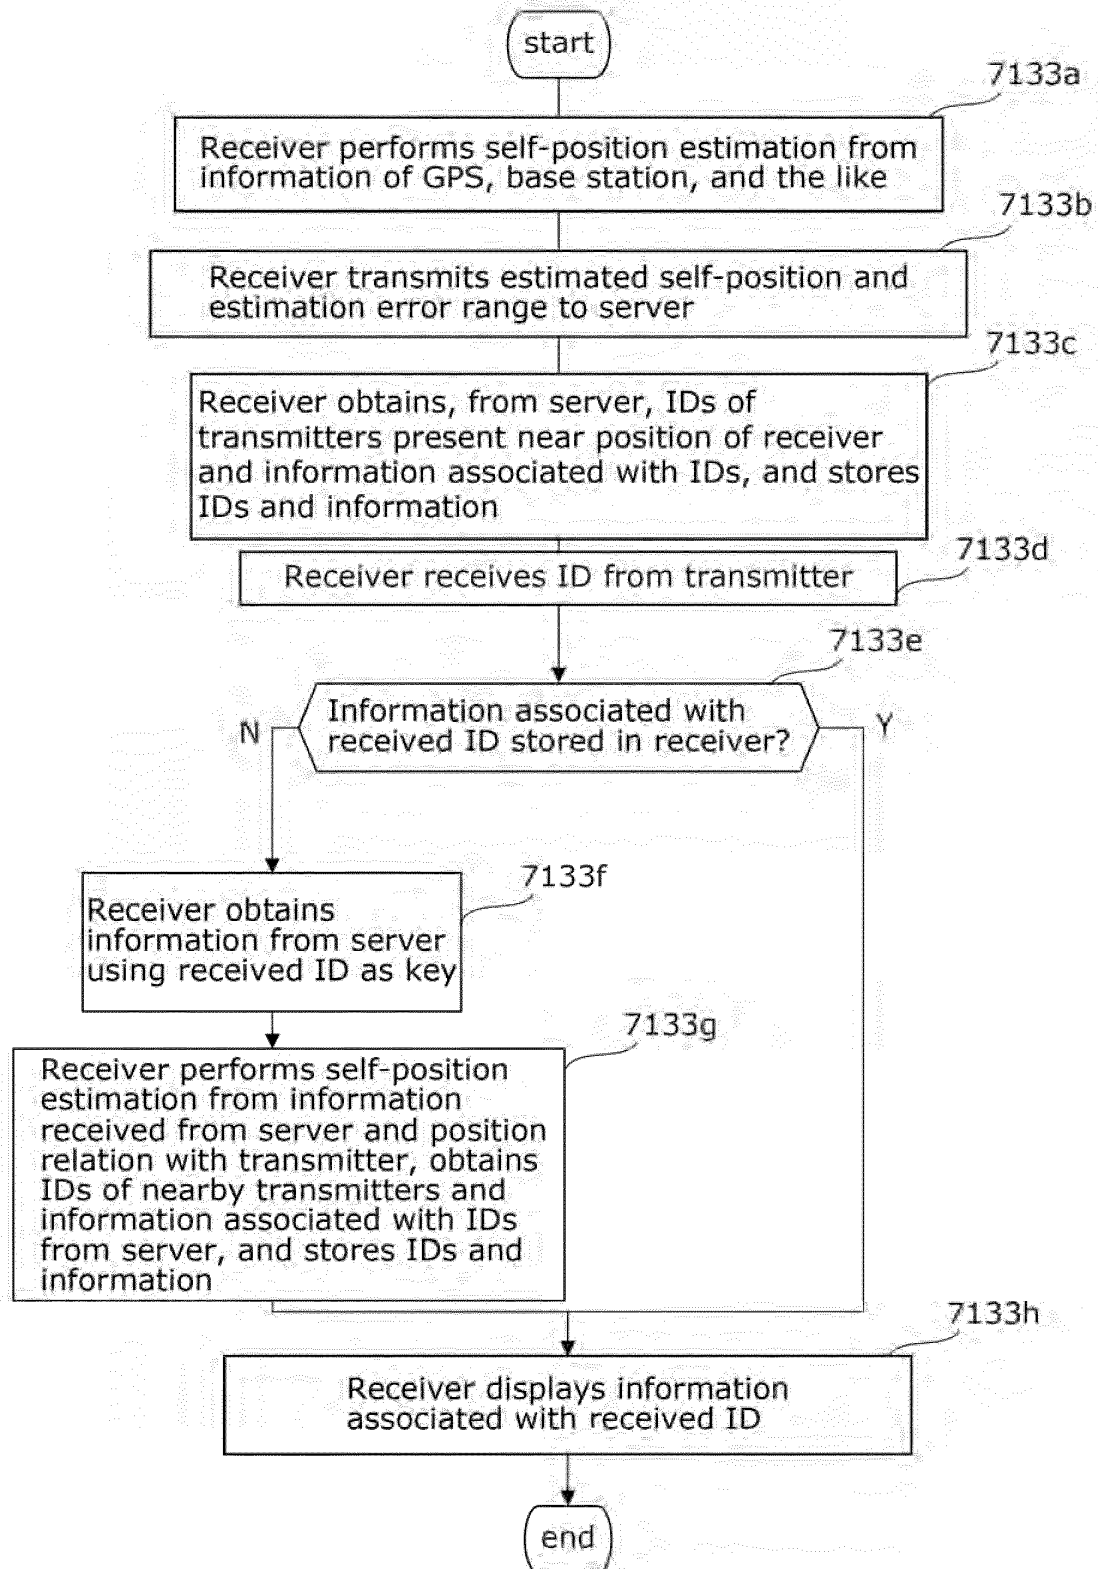 start
7133a
Receiver performs self-position estimation from
information of GPS, base station, and the like
7133b
Receiver transmits estimated self-position and
estimation error range to server
7133c
Receiver obtains, from server, IDs of
transmitters present near position of receiver
and information associated with IDs, and stores
IDs and information
7133d
Receiver receives ID from transmitter
7133e
Information associated with
received ID stored in receiver?
N
Y
7133f
Receiver obtains
information from server
using received ID as key
7133g
Receiver performs self-position
estimation from information
received from server and position
relation with transmitter, obtains
IDs of nearby transmitters and
information associated with IDs
from server, and stores IDs and
information
7133h
Receiver displays information
associated with received ID
end